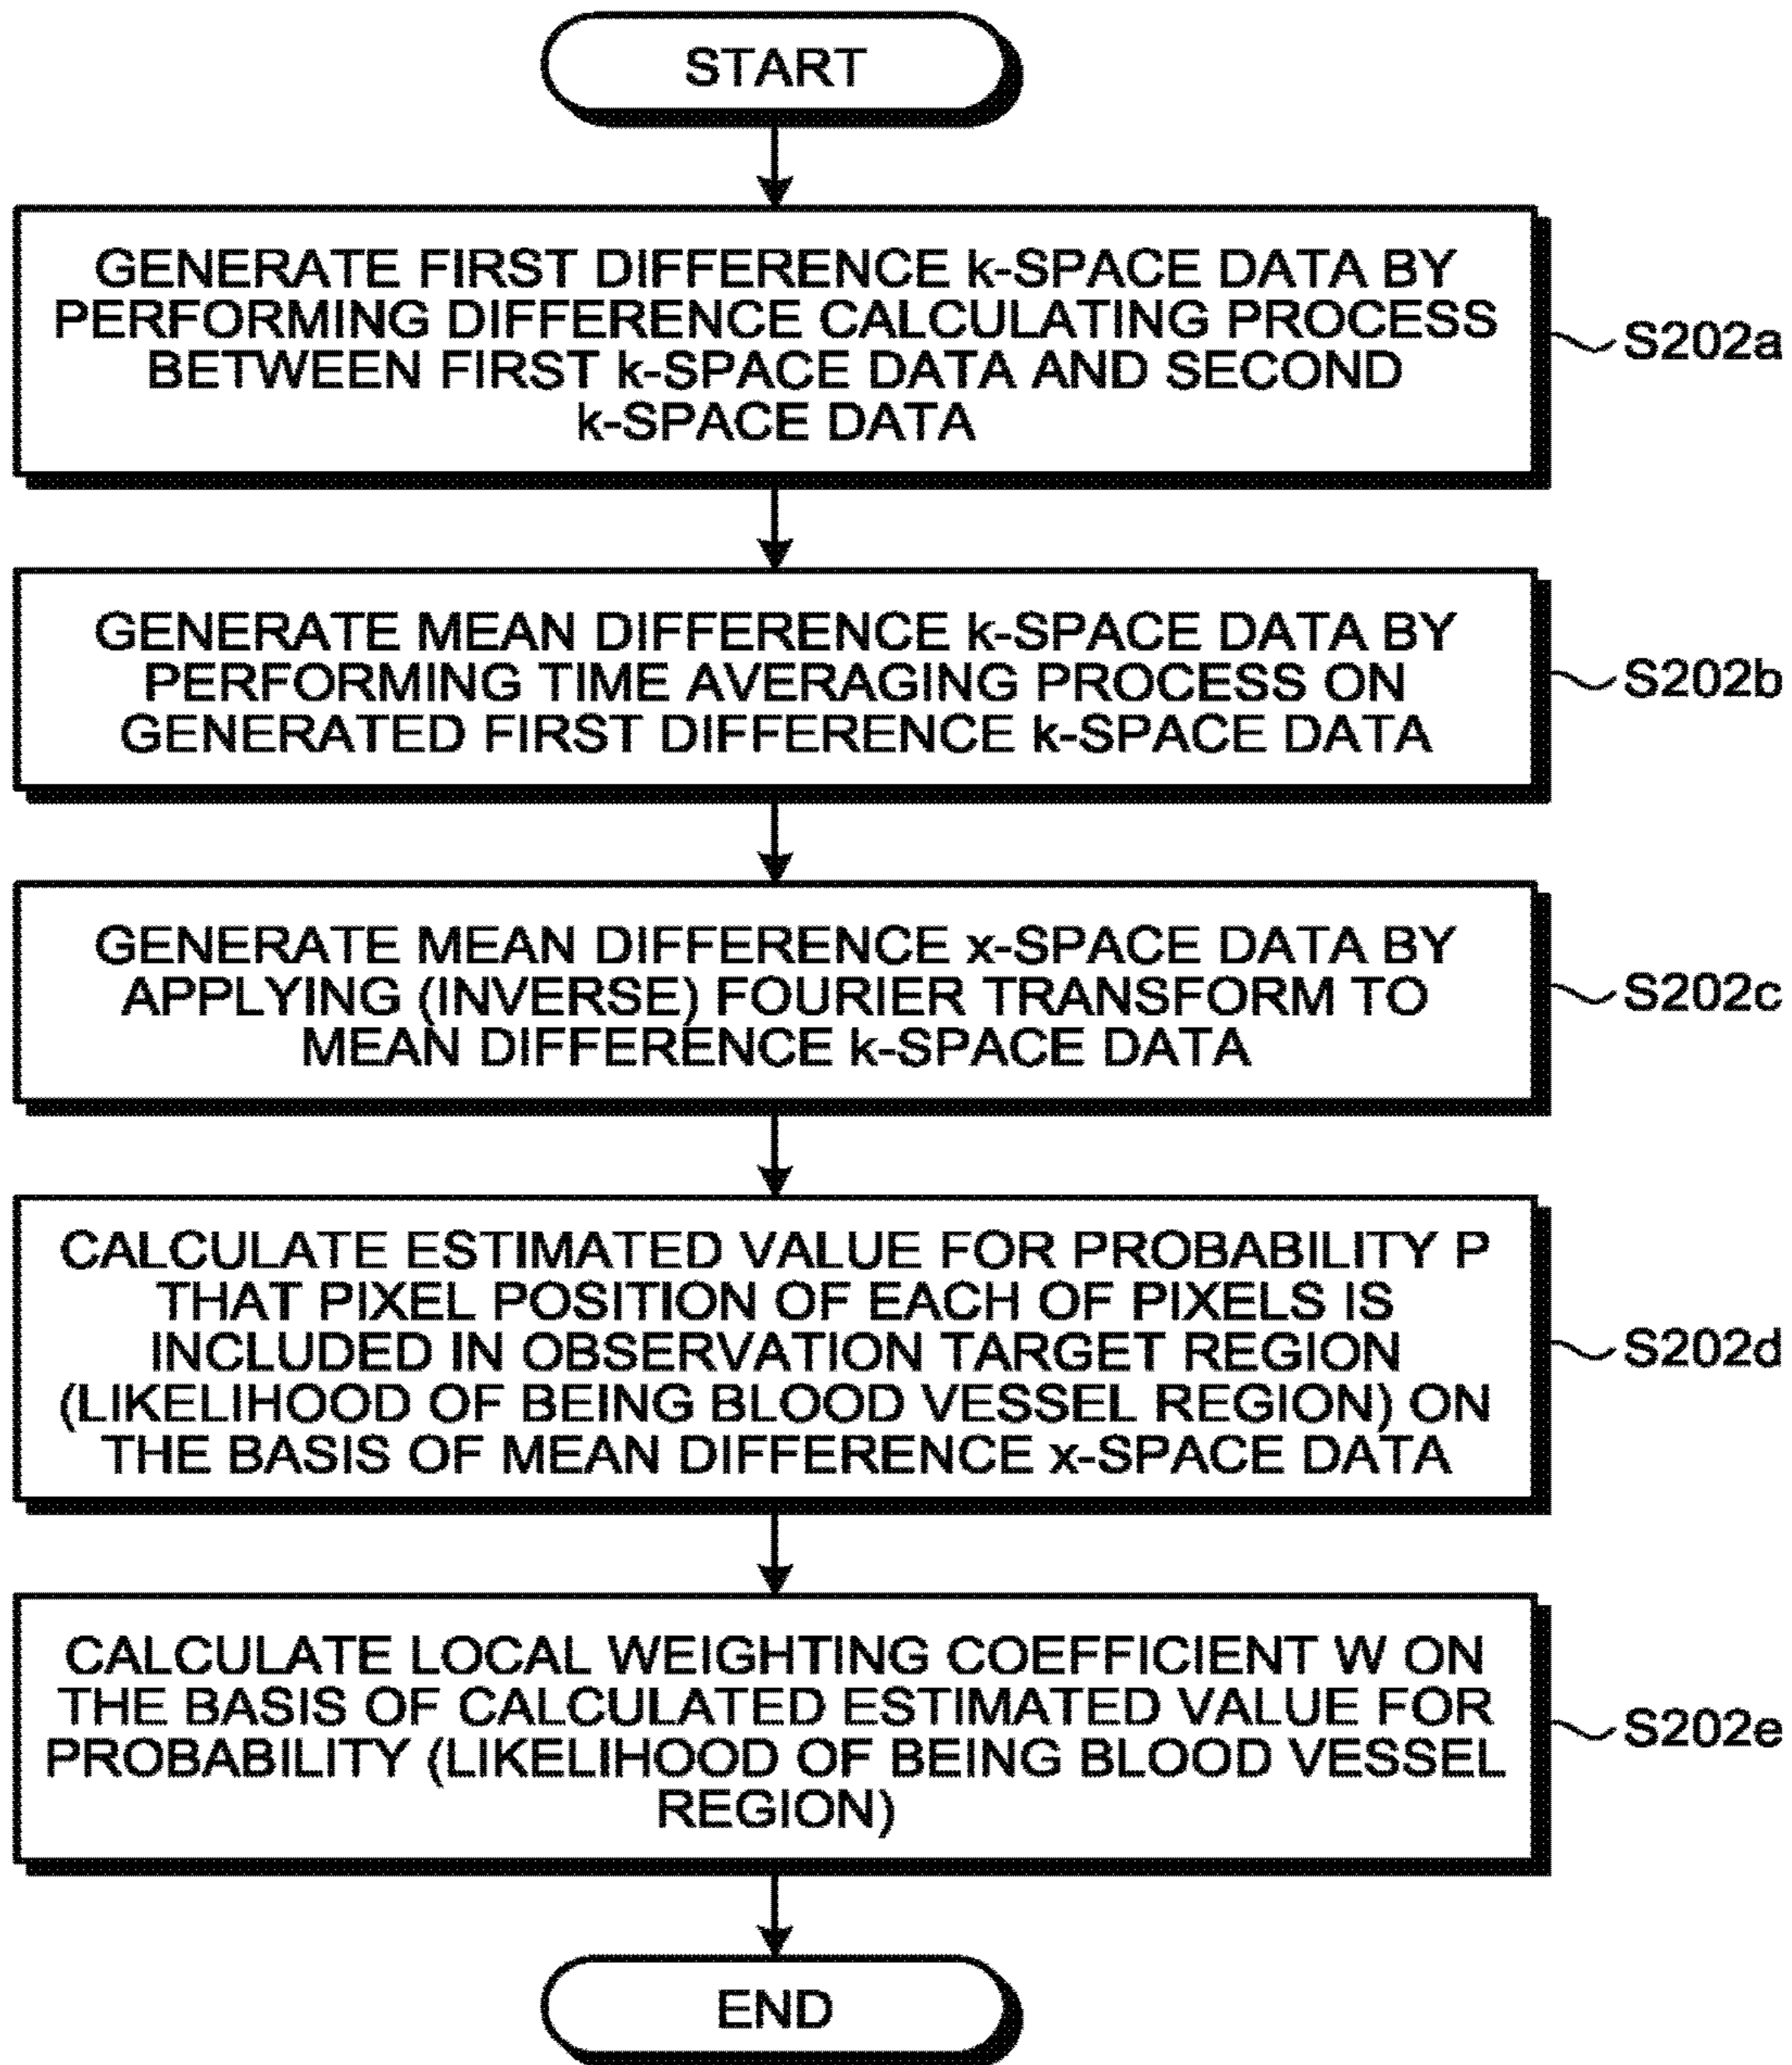 START
GENERATE FIRST DIFFERENCE k-SPACE DATA BY
PERFORMING DIFFERENCE CALCULATING PROCESS
BETWEEN FIRST k-SPACE DATA AND SECOND
k-SPACE DATA
S202a
GENERATE MEAN DIFFERENCE k-SPACE DATA BY
PERFORMING TIME AVERAGING PROCESS ON
GENERATED FIRST DIFFERENCE k-SPACE DATA
S202b
GENERATE MEAN DIFFERENCE x-SPACE DATA BY
APPLYING (INVERSE) FOURIER TRANSFORM TO
MEAN DIFFERENCE k-SPACE DATA
S202c
CALCULATE ESTIMATED VALUE FOR PROBABILITY P
THAT PIXEL POSITION OF EACH OF PIXELS IS
INCLUDED IN OBSERVATION TARGET REGION
(LIKELIHOOD OF BEING BLOOD VESSEL REGION) ON
THE BASIS OF MEAN DIFFERENCE x-SPACE DATA
S202d
CALCULATE LOCAL WEIGHTING COEFFICIENT W ON
THE BASIS OF CALCULATED ESTIMATED VALUE FOR
PROBABILITY (LIKELIHOOD OF BEING BLOOD VESSEL
REGION)
S202e
END